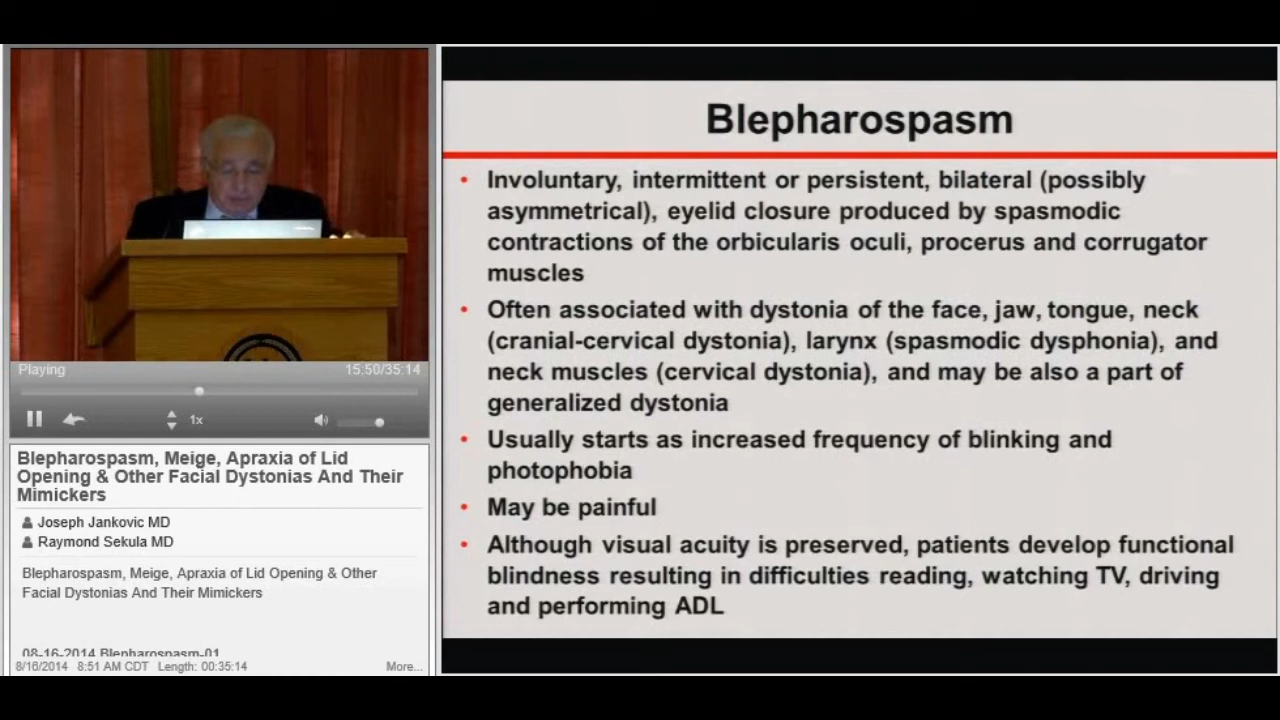 Playing
15:50/35:14
1x
Blepharospasm, Meige, Apraxia of Lid
Opening & Other Facial Dystonias And Their
Mimickers
Joseph Jankovic MD
Raymond Sekula MD
Blepharospasm, Meige, Apraxia of Lid Opening & Other
Facial Dystonias And Their Mimickers
08-16-2014 Blepharospasm-01
8/16/2014 8:51 AM CDT Length: 00:35:14
More...
Blepharospasm
• Involuntary, intermittent or persistent, bilateral (possibly
asymmetrical), eyelid closure produced by spasmodic
contractions of the orbicularis oculi, procerus and corrugator
muscles
• Often associated with dystonia of the face, jaw, tongue, neck
(cranial-cervical dystonia), larynx (spasmodic dysphonia), and
neck muscles (cervical dystonia), and may be also a part of
generalized dystonia
• Usually starts as increased frequency of blinking and
photophobia
• May be painful
• Although visual acuity is preserved, patients develop functional
blindness resulting in difficulties reading, watching TV, driving
and performing ADL